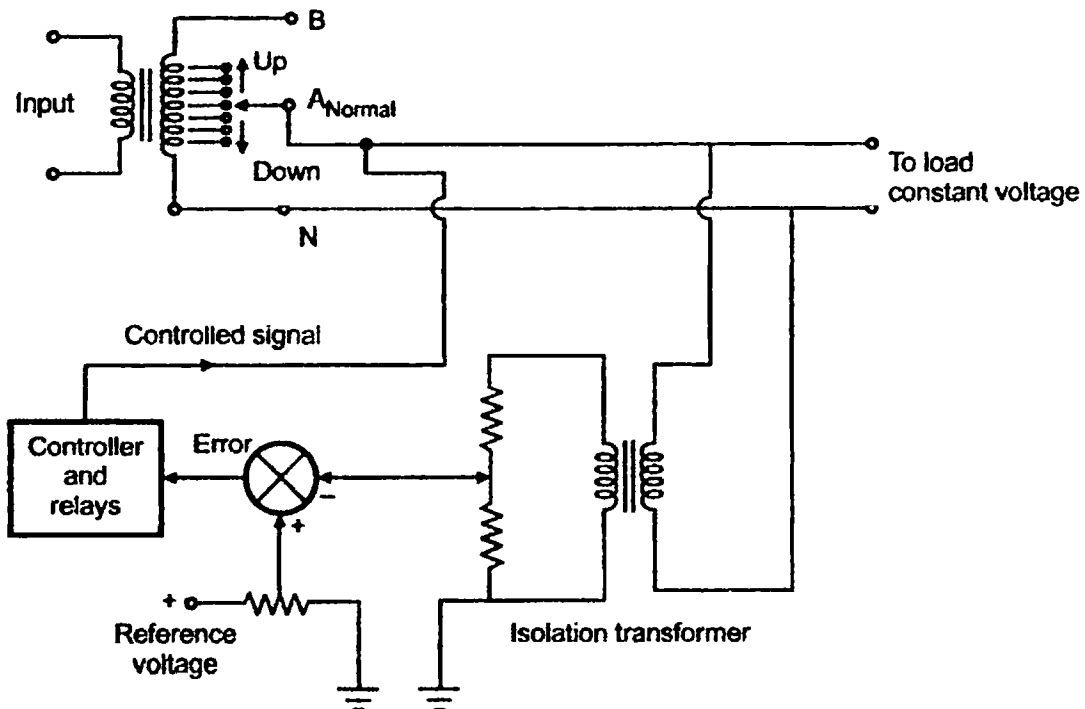 B
Up
Input
A Normal
Down
To load
constant voltage
N
Controlled signal
Controller
and
relays
Error
−
+
+
Reference
voltage
Isolation transformer